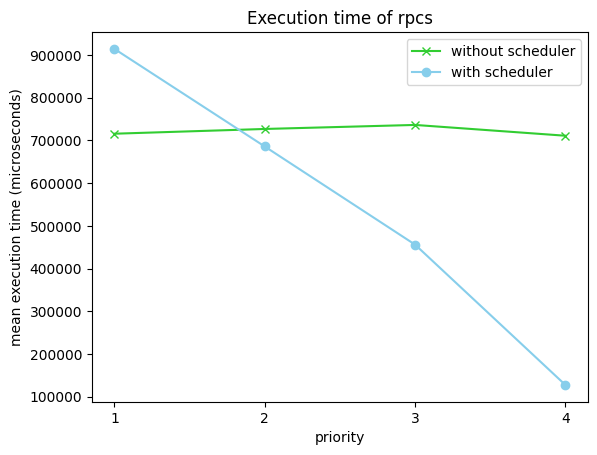 Execution time of rpcs
without scheduler
with scheduler
mean execution time (microseconds)
900000
800000
700000
600000
500000
400000
300000
200000
100000
1 2 3 4
priority